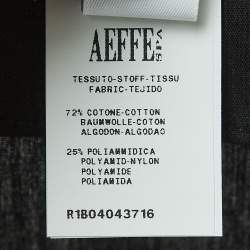 AEFFE SPA
TESSUTO-STOFF-TISSU
FABRIC-TEJIDO
72% COTONE-COTTON
BAUMWOLLE-COTON
ALGODON-ALGODAO
25% POLIAMMIDICA
POLYAMID-NYLON
POLYAMIDE
POLIAMIDA
R1B04043716